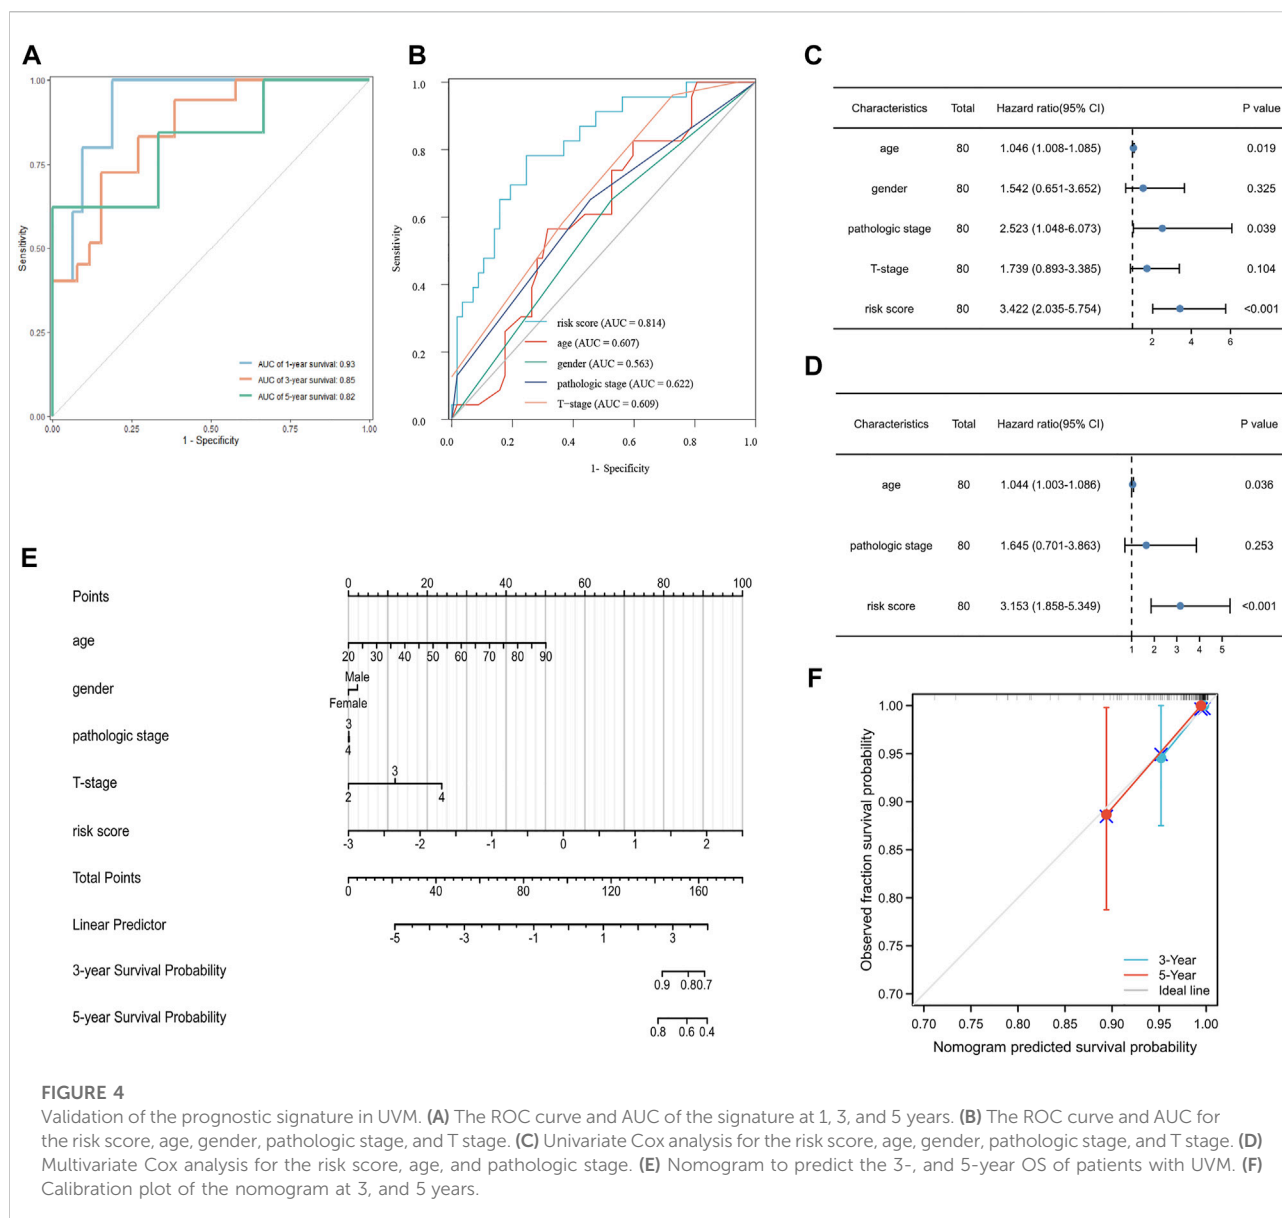 A
1.00
0.75
0.50
0.25
0.00
Sensitivity
AUC of 1-year survival: 0.93
AUC of 3-year survival: 0.85
AUC of 5-year survival: 0.82
0.00 0.25 0.50 0.75 1.00
1 - Specificity
B
1.0
0.8
0.6
0.4
0.2
0.0
Sensitivity
risk score (AUC = 0.814)
age (AUC = 0.607)
gender (AUC = 0.563)
pathologic stage (AUC = 0.622)
T-stage (AUC = 0.609)
0.0 0.2 0.4 0.6 0.8 1.0
1- Specificity
C
Characteristics Total Hazard ratio(95% CI) P value
age 80 1.046 (1.008-1.085) 0.019
gender 80 1.542 (0.651-3.652) 0.325
pathologic stage 80 2.523 (1.048-6.073) 0.039
T-stage 80 1.739 (0.893-3.385) 0.104
risk score 80 3.422 (2.035-5.754) <0.001
2 4 6
D
Characteristics Total Hazard ratio(95% CI) P value
age 80 1.044 (1.003-1.086) 0.036
pathologic stage 80 1.645 (0.701-3.863) 0.253
risk score 80 3.153 (1.858-5.349) <0.001
1 2 3 4 5
E
Points 0 20 40 60 80 100
age
20 30 40 50 60 70 80 90
Male
gender
Female
3
pathologic stage
4
T-stage 3
2 4
risk score
-3 -2 -1 0 1 2
Total Points
0 40 80 120 160
Linear Predictor
-5 -3 -1 1 3
3-year Survival Probability
0.9 0.80.7
5-year Survival Probability
0.8 0.6 0.4
F
1.00
0.95
0.90
0.85
0.80
0.75
0.70
Observed fraction survival probability
3-Year
5-Year
Ideal line
0.70 0.75 0.80 0.85 0.90 0.95 1.00
Nomogram predicted survival probability
FIGURE 4
Validation of the prognostic signature in UVM. (A) The ROC curve and AUC of the signature at 1, 3, and 5 years. (B) The ROC curve and AUC for
the risk score, age, gender, pathologic stage, and T stage. (C) Univariate Cox analysis for the risk score, age, gender, pathologic stage, and T stage. (D)
Multivariate Cox analysis for the risk score, age, and pathologic stage. (E) Nomogram to predict the 3-, and 5-year OS of patients with UVM. (F)
Calibration plot of the nomogram at 3, and 5 years.